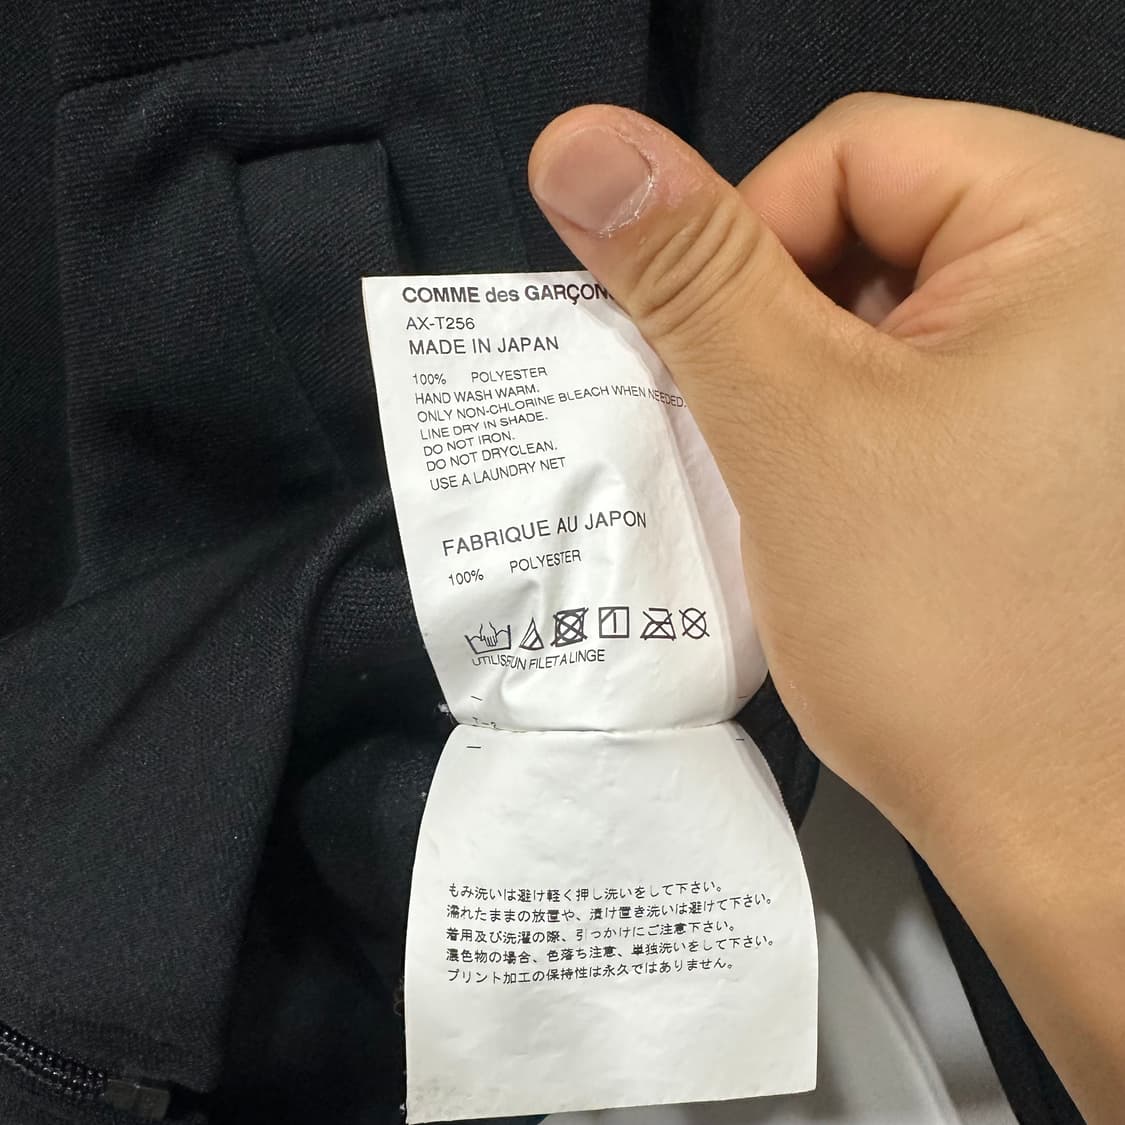 COMME des GARÇONS
AX-T256
MADE IN JAPAN
100% POLYESTER
HAND WASH WARM.
ONLY NON-CHLORINE BLEACH WHEN NEEDED.
LINE DRY IN SHADE.
DO NOT IRON.
DO NOT DRYCLEAN.
USE A LAUNDRY NET
FABRIQUE AU JAPON
100% POLYESTER
UTILISE UN FILET A LINGE
T-2
もみ洗いは避け軽く押し洗いをして下さい。
濡れたままの放置や、漬け置き洗いは避けて下さい。
着用及び洗濯の際、引っかけにご注意下さい。
濃色物の場合、色落ち注意、単独洗いをして下さい。
プリント加工の保持性は永久ではありません。